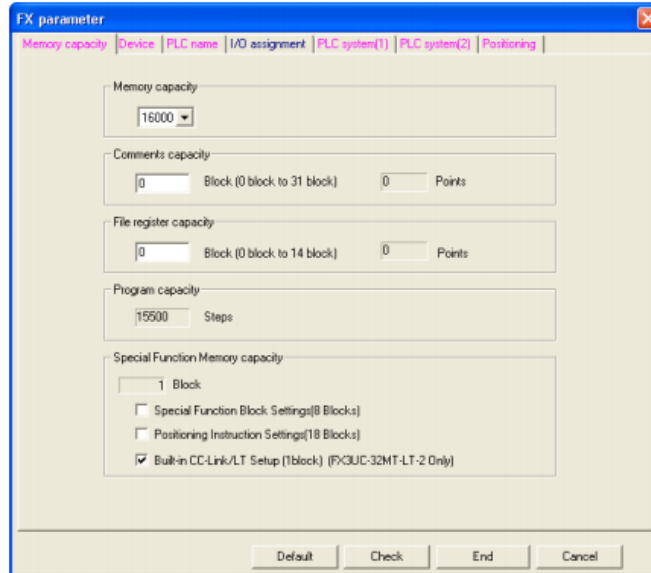 FX parameter
Memory capacity Device PLC name I/O assignment PLC system(1) PLC system(2) Positioning
Memory capacity
16000
Comments capacity
0 Block (0 block to 31 block) 0 Points
File register capacity
0 Block (0 block to 14 block) 0 Points
Program capacity
15500 Steps
Special Function Memory capacity
1 Block
Special Function Block Settings(8 Blocks)
Positioning Instruction Settings(18 Blocks)
Built-in CC-Link/LT Setup (1block) (FX3UC-32MT-LT-2 Only)
Default Check End Cancel